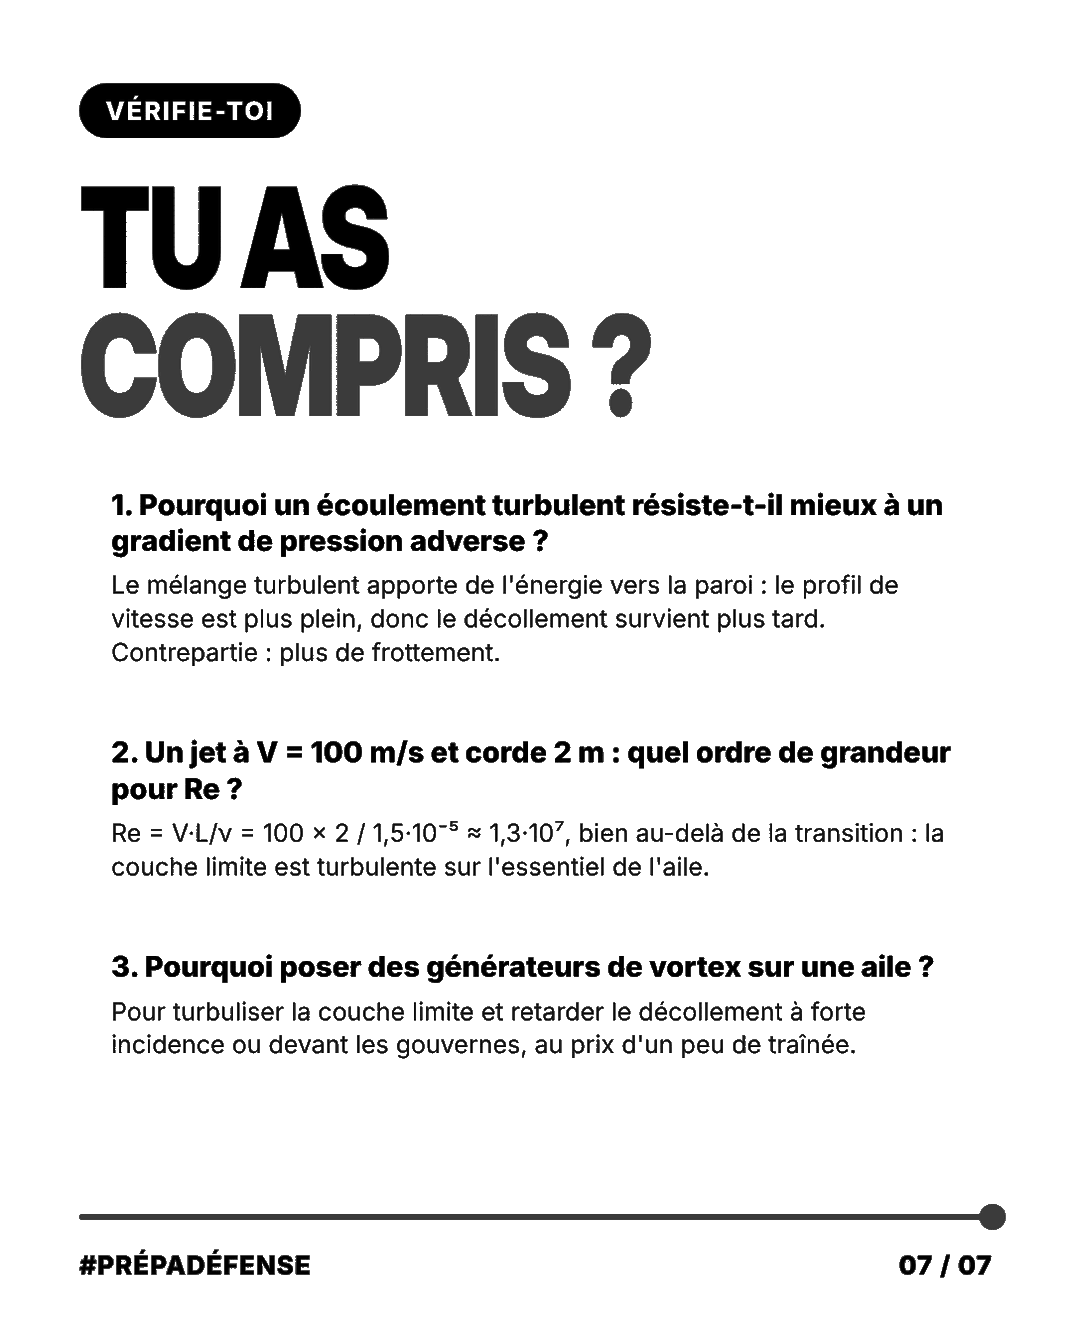 VÉRIFIE-TOI
TU AS
COMPRIS ?
1. Pourquoi un écoulement turbulent résiste-t-il mieux à un
gradient de pression adverse ?
Le mélange turbulent apporte de l'énergie vers la paroi : le profil de
vitesse est plus plein, donc le décollement survient plus tard.
Contrepartie : plus de frottement.
2. Un jet à V = 100 m/s et corde 2 m : quel ordre de grandeur
pour Re ?
Re = V·L/ν = 100 × 2 / 1,5·10⁻⁵ ≈ 1,3·10⁷, bien au-delà de la transition : la
couche limite est turbulente sur l'essentiel de l'aile.
3. Pourquoi poser des générateurs de vortex sur une aile ?
Pour turbuliser la couche limite et retarder le décollement à forte
incidence ou devant les gouvernes, au prix d'un peu de traînée.
#PRÉPADÉFENSE
07 / 07